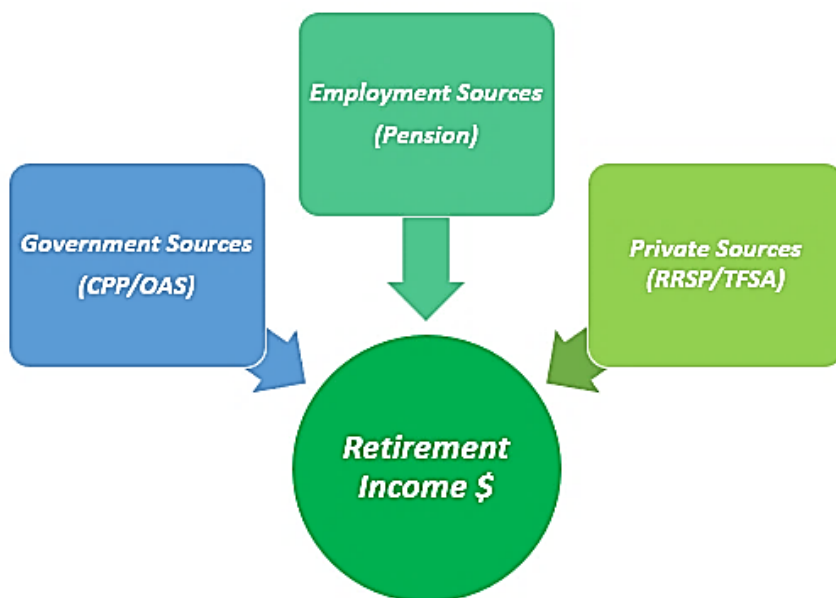 Employment Sources
(Pension)
Government Sources
(CPP/OAS)
Private Sources
(RRSP/TFSA)
Retirement
Income $